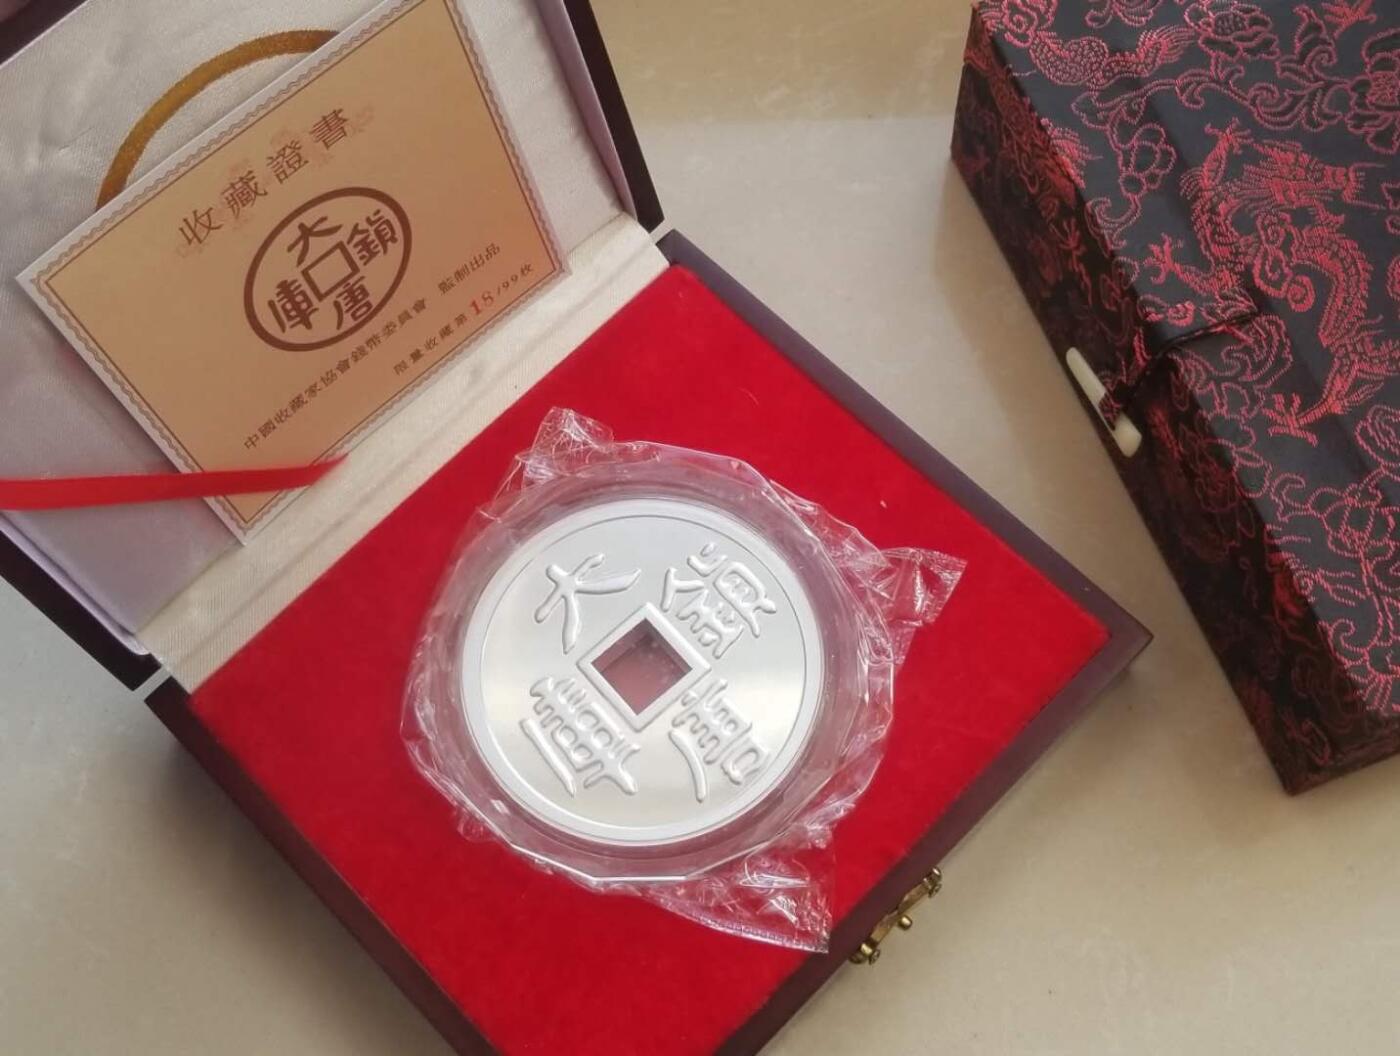 收藏證書
大唐鎮庫
中國收藏家協會錢幣委員會 監制出品
限量收藏第18/99枚
大唐鎮庫